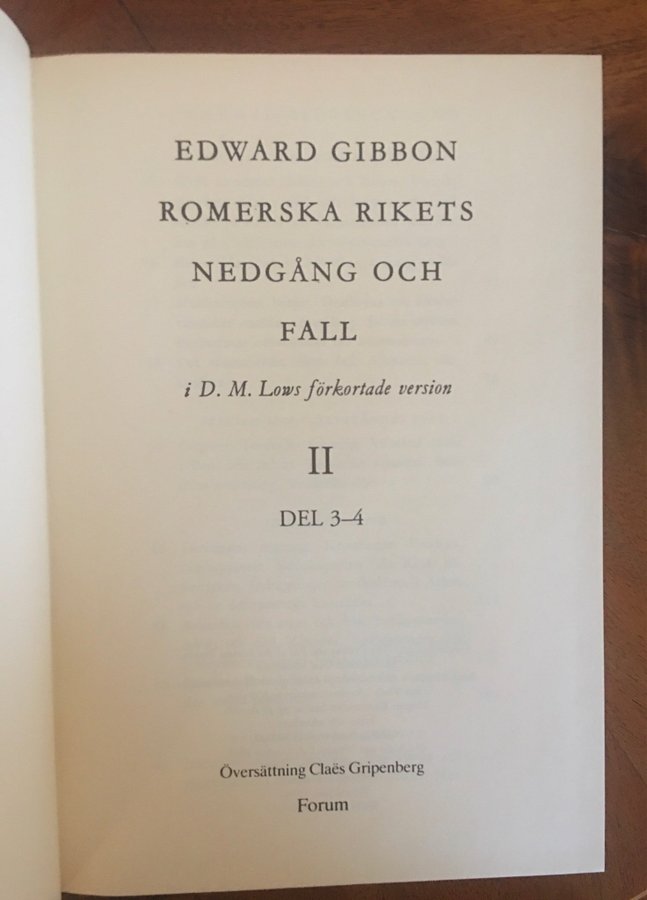 EDWARD GIBBON
ROMERSKA RIKETS
NEDGÅNG OCH
FALL
i D. M. Lows förkortade version
II
DEL 3–4
Översättning Claës Gripenberg
Forum